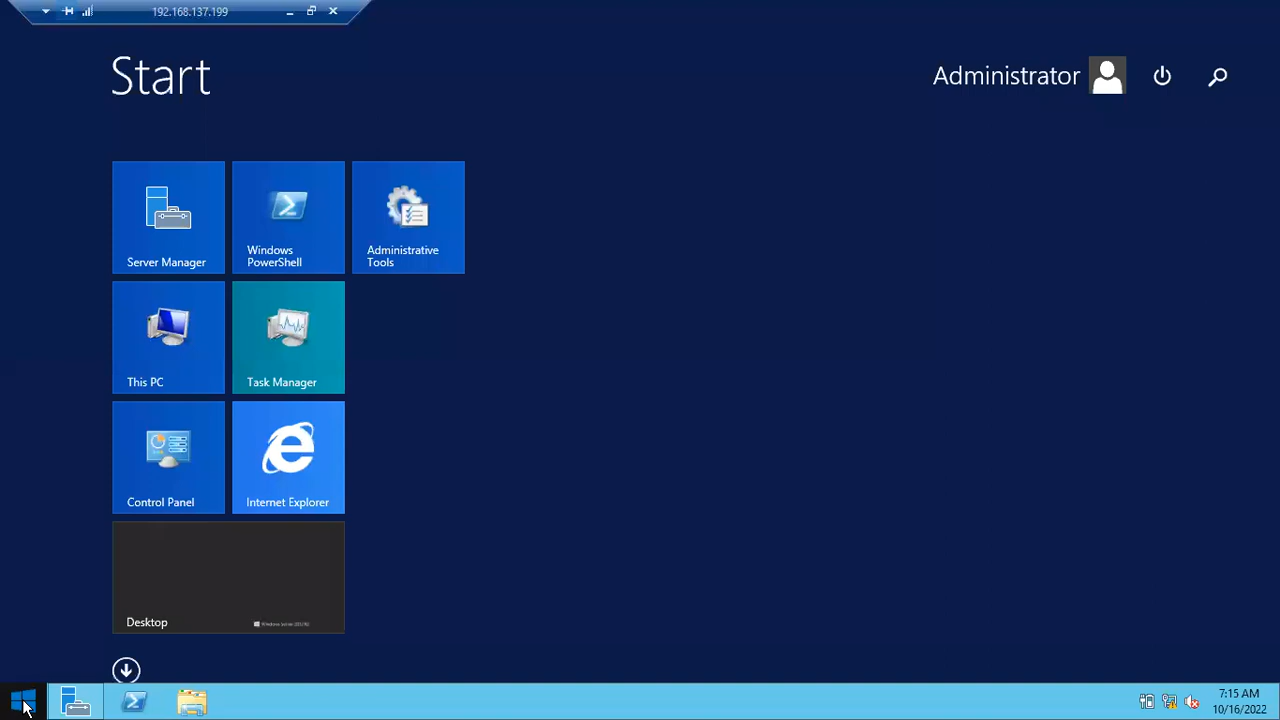 192.168.137.199
Start
Administrator
Server Manager
Windows
PowerShell
Administrative
Tools
This PC
Task Manager
Control Panel
Internet Explorer
Desktop
7:15 AM
10/16/2022